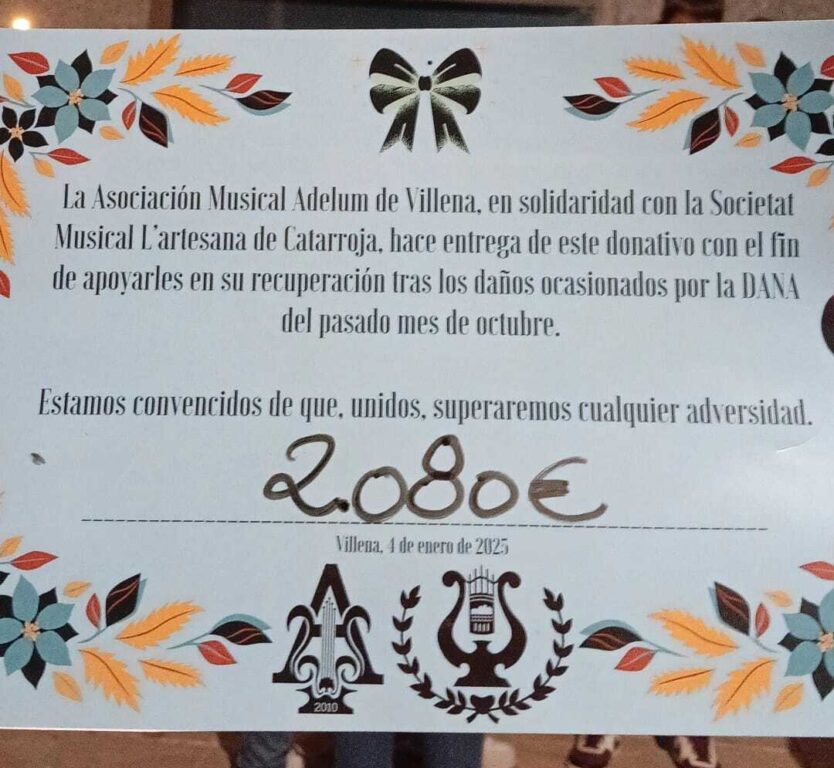 La Asociación Musical Adelum de Villena, en solidaridad con la Societat
Musical L'artesana de Catarroja, hace entrega de este donativo con el fin
de apoyarles en su recuperación tras los daños ocasionados por la DANA
del pasado mes de octubre.
Estamos convencidos de que, unidos, superaremos cualquier adversidad.
2.080€
Villena, 4 de enero de 2025
A
2010